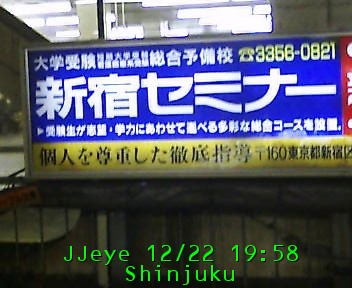 大学受験 総合予備校 ☎3356-0821
新宿セミナー
▶受験生が志望・学力にあわせて選べる多彩な総合コースを設置。
個人を尊重した徹底指導 〒160東京都新宿区
JJeye 12/22 19:58
Shinjuku